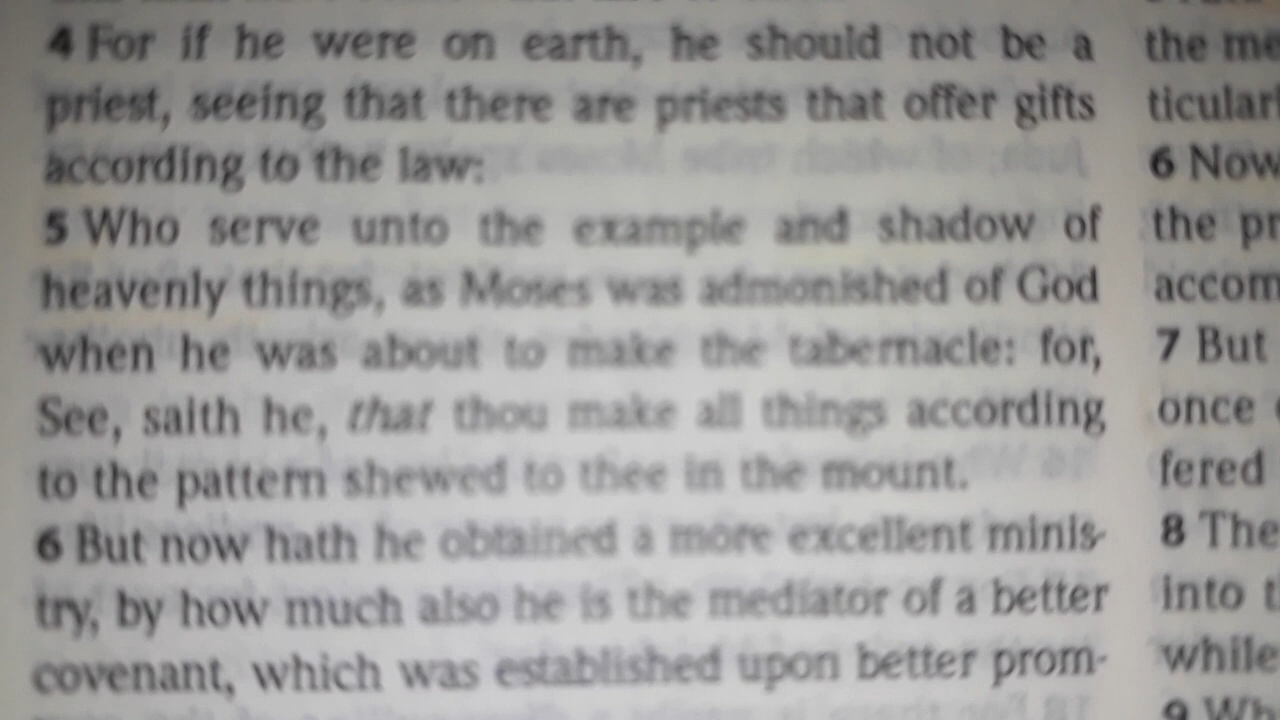 4 For if he were on earth, he should not be a
priest, seeing that there are priests that offer gifts
according to the law:
5 Who serve unto the example and shadow of
heavenly things, as Moses was admonished of God
when he was about to make the tabernacle: for,
See, saith he, that thou make all things according
to the pattern shewed to thee in the mount.
6 But now hath he obtained a more excellent minis-
try, by how much also he is the mediator of a better
covenant, which was established upon better prom-
the
6 Now
the
7 But
once
fered
8 The
into
while
9